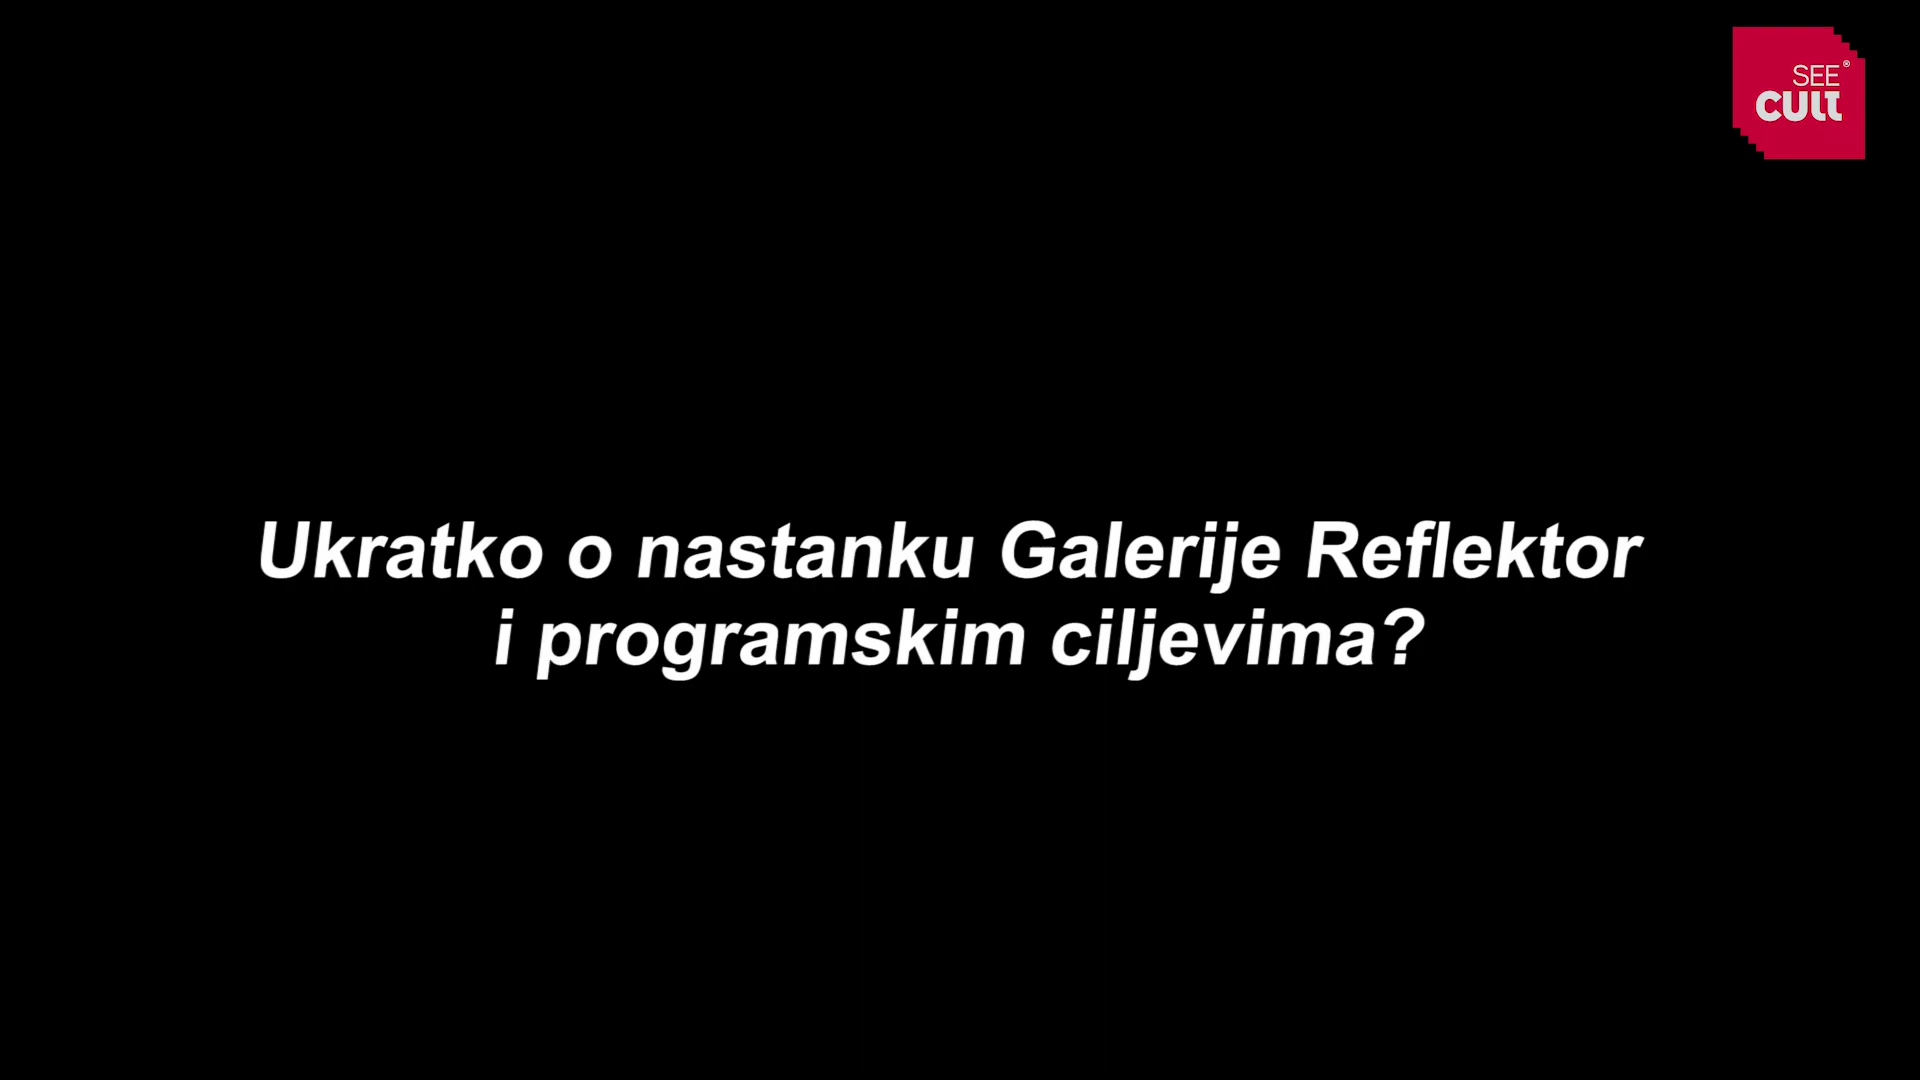 SEE®
CULT
Ukratko o nastanku Galerije Reflektor
i programskim ciljevima?